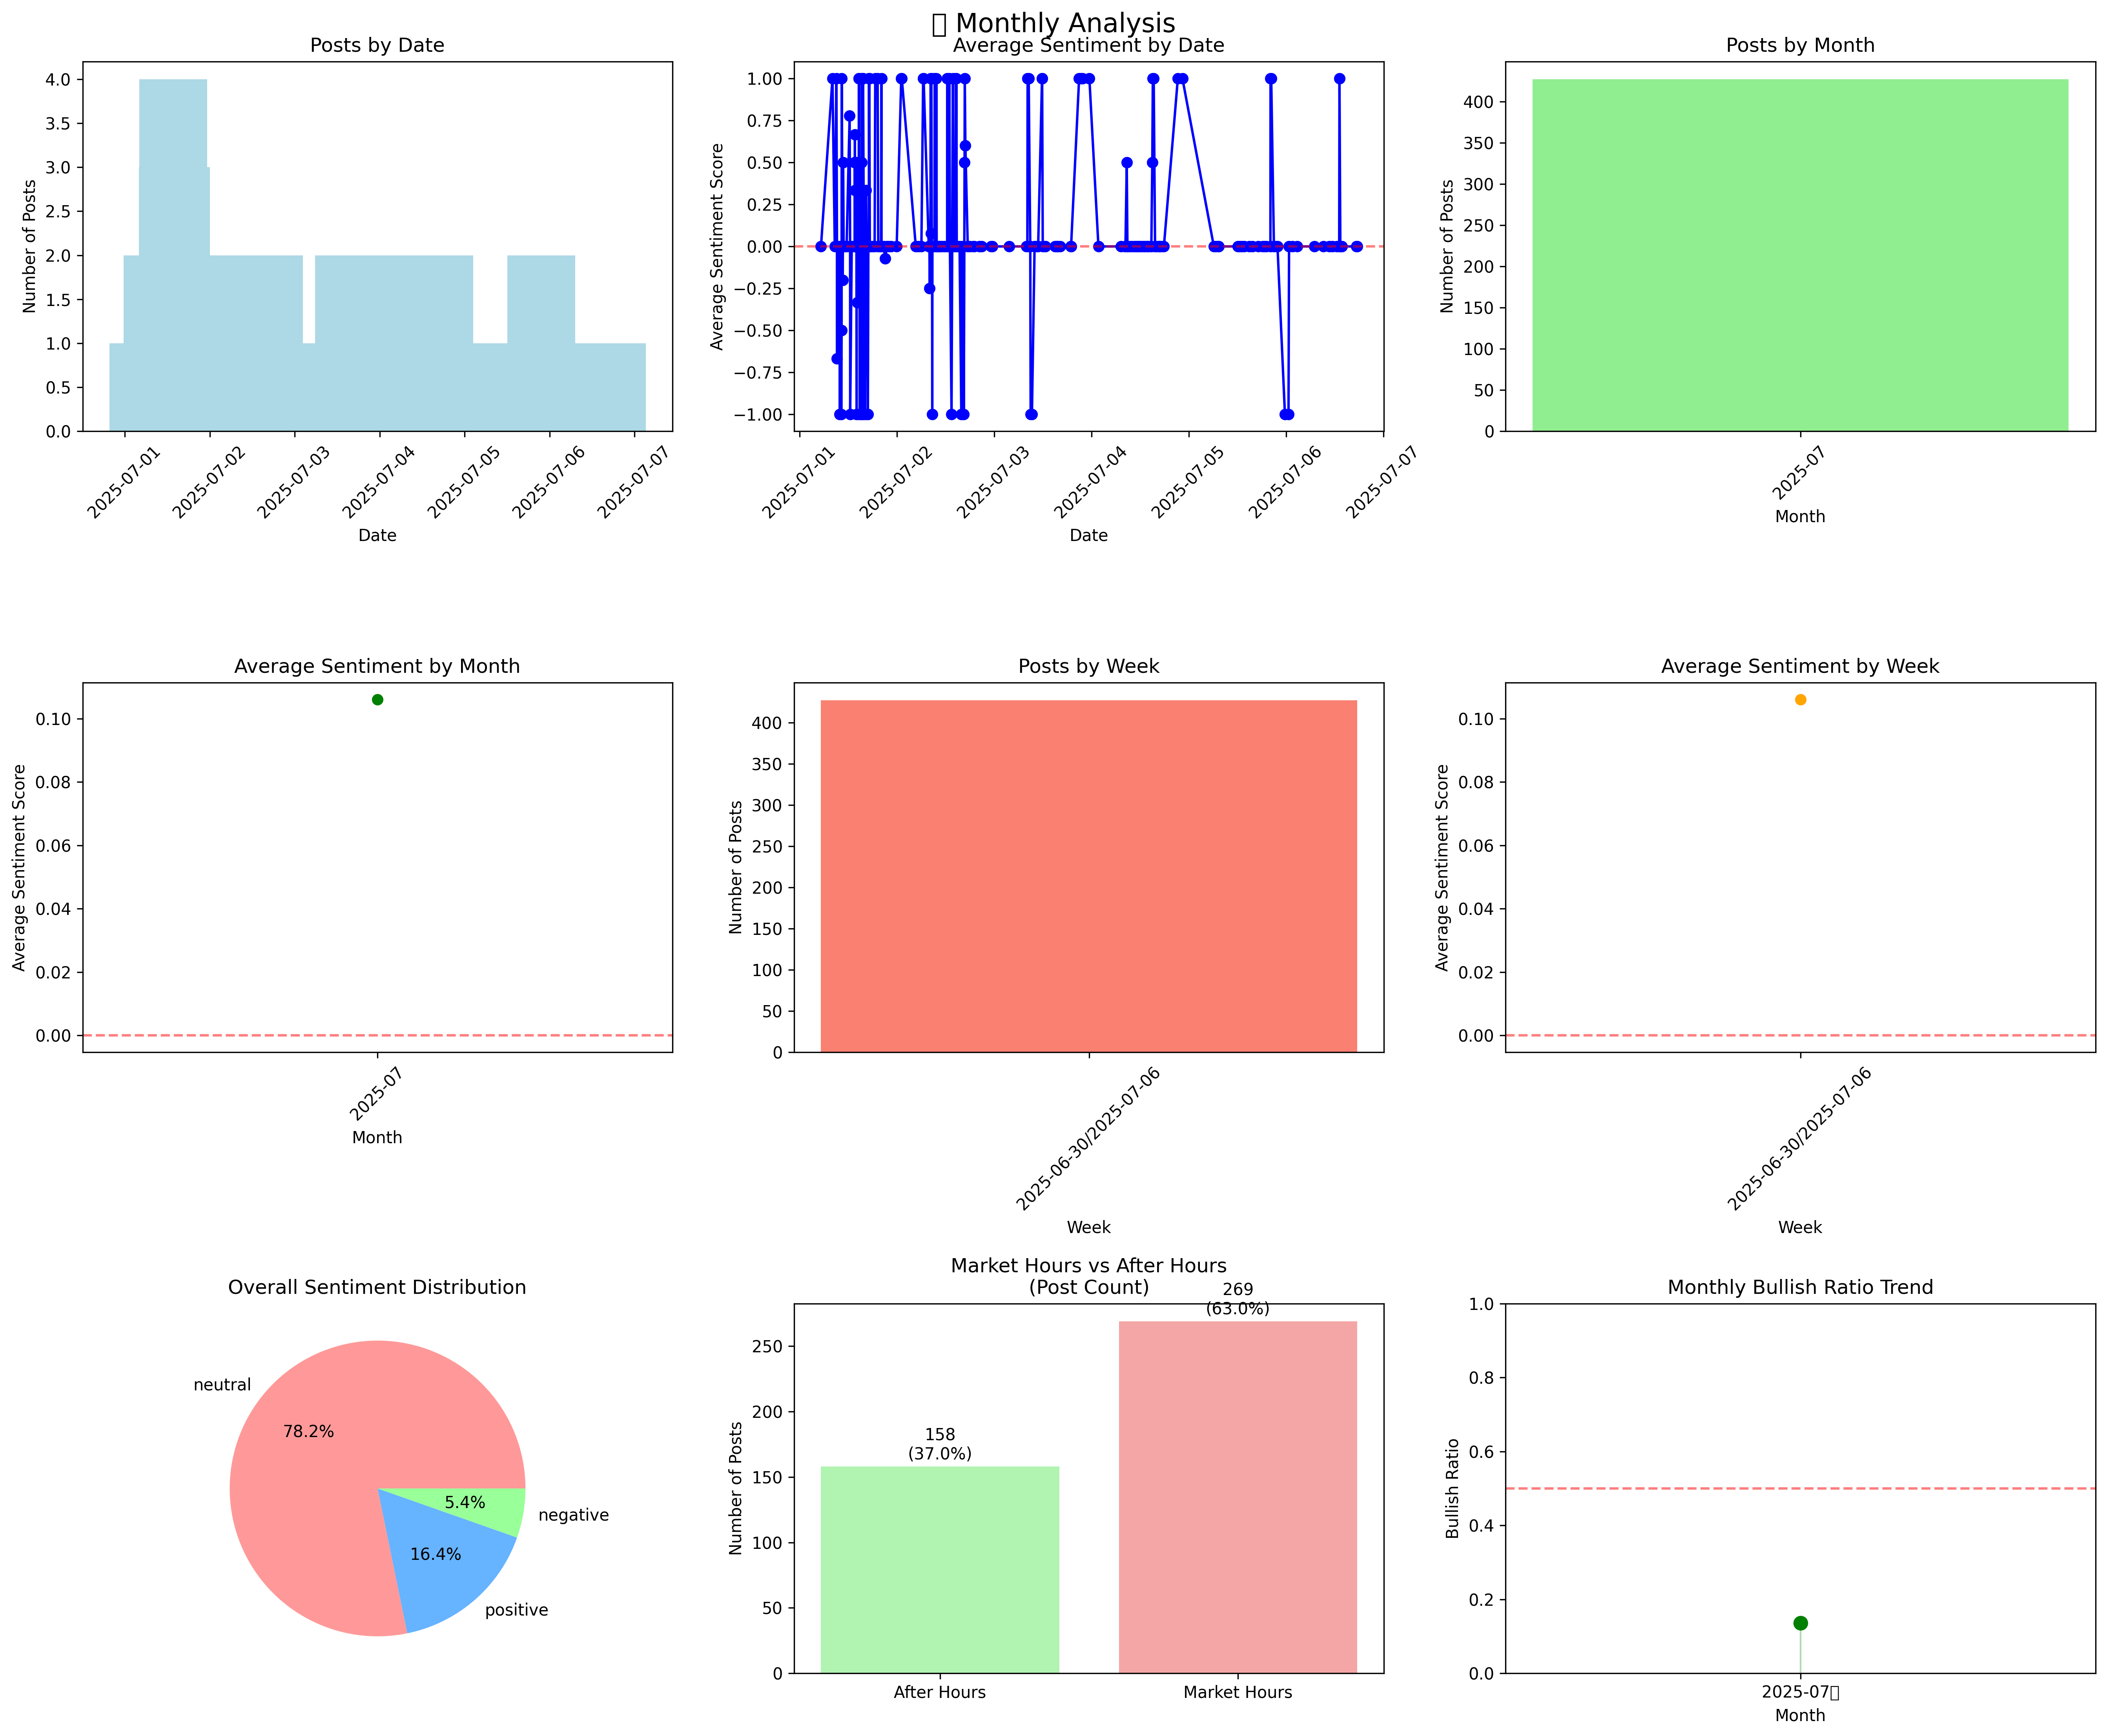 Monthly Analysis
Posts by Date
Number of Posts
4.0
3.5
3.0
2.5
2.0
1.5
1.0
0.5
0.0
2025-07-01
2025-07-02
2025-07-03
2025-07-04
2025-07-05
2025-07-06
2025-07-07
Date
Average Sentiment by Date
Average Sentiment Score
1.00
0.75
0.50
0.25
0.00
−0.25
−0.50
−0.75
−1.00
2025-07-01
2025-07-02
2025-07-03
2025-07-04
2025-07-05
2025-07-06
2025-07-07
Date
Posts by Month
Number of Posts
400
350
300
250
200
150
100
50
0
2025-07
Month
Average Sentiment by Month
Average Sentiment Score
0.10
0.08
0.06
0.04
0.02
0.00
2025-07
Month
Posts by Week
Number of Posts
400
350
300
250
200
150
100
50
0
2025-06-30/2025-07-06
Week
Average Sentiment by Week
Average Sentiment Score
0.10
0.08
0.06
0.04
0.02
0.00
2025-06-30/2025-07-06
Week
Overall Sentiment Distribution
neutral
78.2%
5.4%
negative
16.4%
positive
Market Hours vs After Hours
(Post Count)
Number of Posts
250
200
150
100
50
0
158
(37.0%)
269
(63.0%)
After Hours
Market Hours
Monthly Bullish Ratio Trend
Bullish Ratio
1.0
0.8
0.6
0.4
0.2
0.0
2025-07
Month